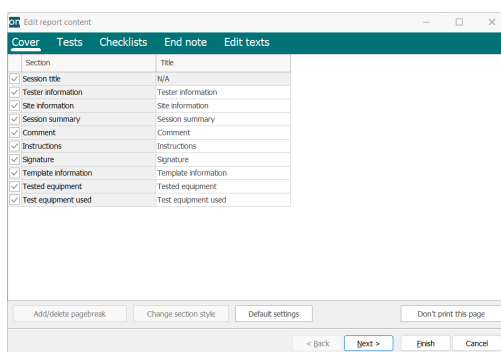 on Edit report content
Cover Tests Checklists End note Edit texts
Section Title
Session title N/A
Tester information Tester information
Site information Site information
Session summary Session summary
Comment Comment
Instructions Instructions
Signature Signature
Template information Template information
Tested equipment Tested equipment
Test equipment used Test equipment used
Add/delete pagebreak Change section style Default settings Don't print this page
< Back Next > Finish Cancel